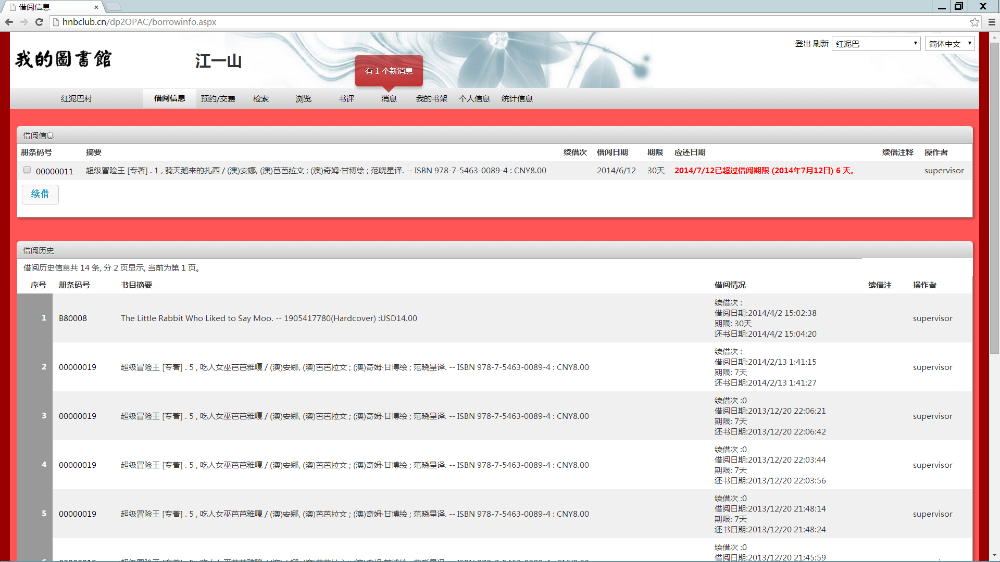 借阅信息
hnbclub.cn/dp2OPAC/borrowinfo.aspx
登出 刷新 红泥巴 简体中文
我的圖書館
江一山
有 1 个新消息
红泥巴村 借阅信息 预约/交费 检索 浏览 书评 消息 我的书架 个人信息 统计信息
借阅信息
册条码号 摘要 续借次 借阅日期 期限 应还日期 续借注释 操作者
00000011 超级冒险王 [专著] . 1 , 骑天鹅来的扎西 / (澳)安娜, (澳)芭芭拉文 ; (澳)奇姆·甘博绘 ; 范晓星译. -- ISBN 978-7-5463-0089-4 : CNY8.00 2014/6/12 30天 2014/7/12已超过借阅期限 (2014年7月12日) 6 天。 supervisor
续借
借阅历史
借阅历史信息共 14 条, 分 2 页显示, 当前为第 1 页。
序号 册条码号 书目摘要 借阅情况 续借注 操作者
1 B80008 The Little Rabbit Who Liked to Say Moo. -- 1905417780(Hardcover) :USD14.00 supervisor
续借次 :
借阅日期:2014/4/2 15:02:38
期限: 30天
还书日期:2014/4/2 15:04:20
2 00000019 超级冒险王 [专著] . 5 , 吃人女巫芭芭雅嘎 / (澳)安娜, (澳)芭芭拉文 ; (澳)奇姆·甘博绘 ; 范晓星译. -- ISBN 978-7-5463-0089-4 : CNY8.00 supervisor
续借次 :
借阅日期:2014/2/13 1:41:15
期限: 7天
还书日期:2014/2/13 1:41:27
3 00000019 超级冒险王 [专著] . 5 , 吃人女巫芭芭雅嘎 / (澳)安娜, (澳)芭芭拉文 ; (澳)奇姆·甘博绘 ; 范晓星译. -- ISBN 978-7-5463-0089-4 : CNY8.00 supervisor
续借次 :0
借阅日期:2013/12/20 22:06:21
期限: 7天
还书日期:2013/12/20 22:06:42
4 00000019 超级冒险王 [专著] . 5 , 吃人女巫芭芭雅嘎 / (澳)安娜, (澳)芭芭拉文 ; (澳)奇姆·甘博绘 ; 范晓星译. -- ISBN 978-7-5463-0089-4 : CNY8.00 supervisor
续借次 :0
借阅日期:2013/12/20 22:03:44
期限: 7天
还书日期:2013/12/20 22:03:56
5 00000019 超级冒险王 [专著] . 5 , 吃人女巫芭芭雅嘎 / (澳)安娜, (澳)芭芭拉文 ; (澳)奇姆·甘博绘 ; 范晓星译. -- ISBN 978-7-5463-0089-4 : CNY8.00 supervisor
续借次 :0
借阅日期:2013/12/20 21:48:14
期限: 7天
还书日期:2013/12/20 21:48:24
续借次 :0
借阅日期:2013/12/20 21:45:59